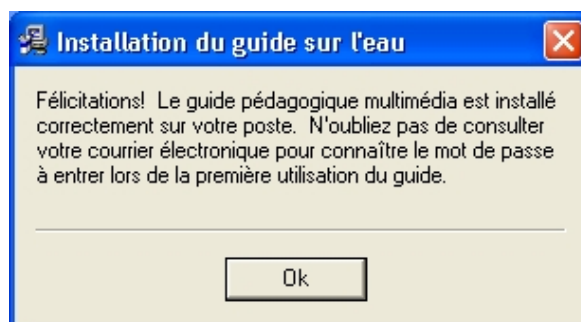 Installation du guide sur l'eau
Félicitations! Le guide pédagogique multimédia est installé
correctement sur votre poste. N'oubliez pas de consulter
votre courrier électronique pour connaître le mot de passe
à entrer lors de la première utilisation du guide.
Ok